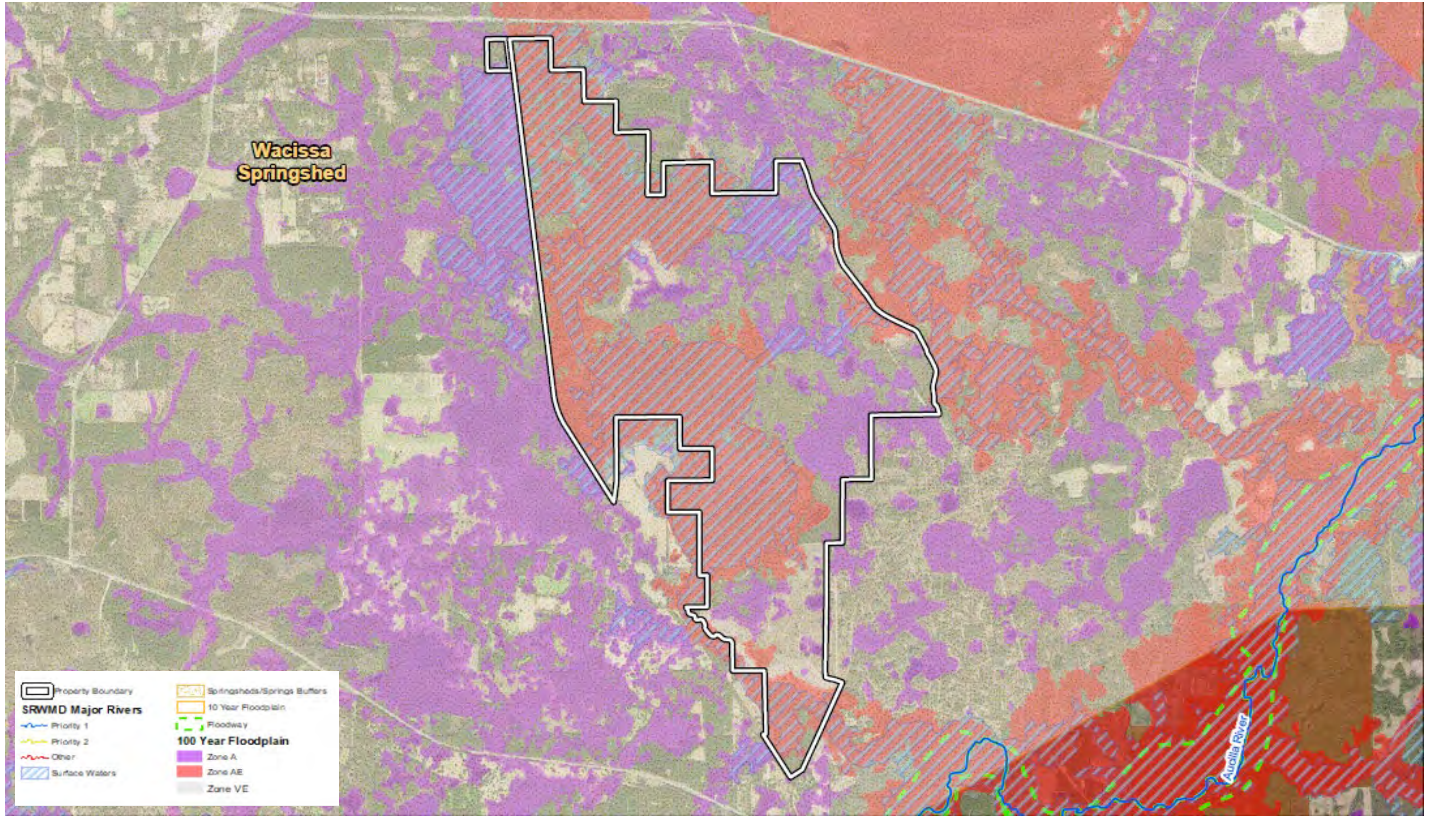 Wacissa
Springshed
Property Boundary
SRWMD Major Rivers
Priority 1
Priority 2
Other
Surface Waters
Springsheds/Springs Buffers
10 Year Floodplain
Floodway
100 Year Floodplain
Zone A
Zone AE
Zone VE
Aucilla River